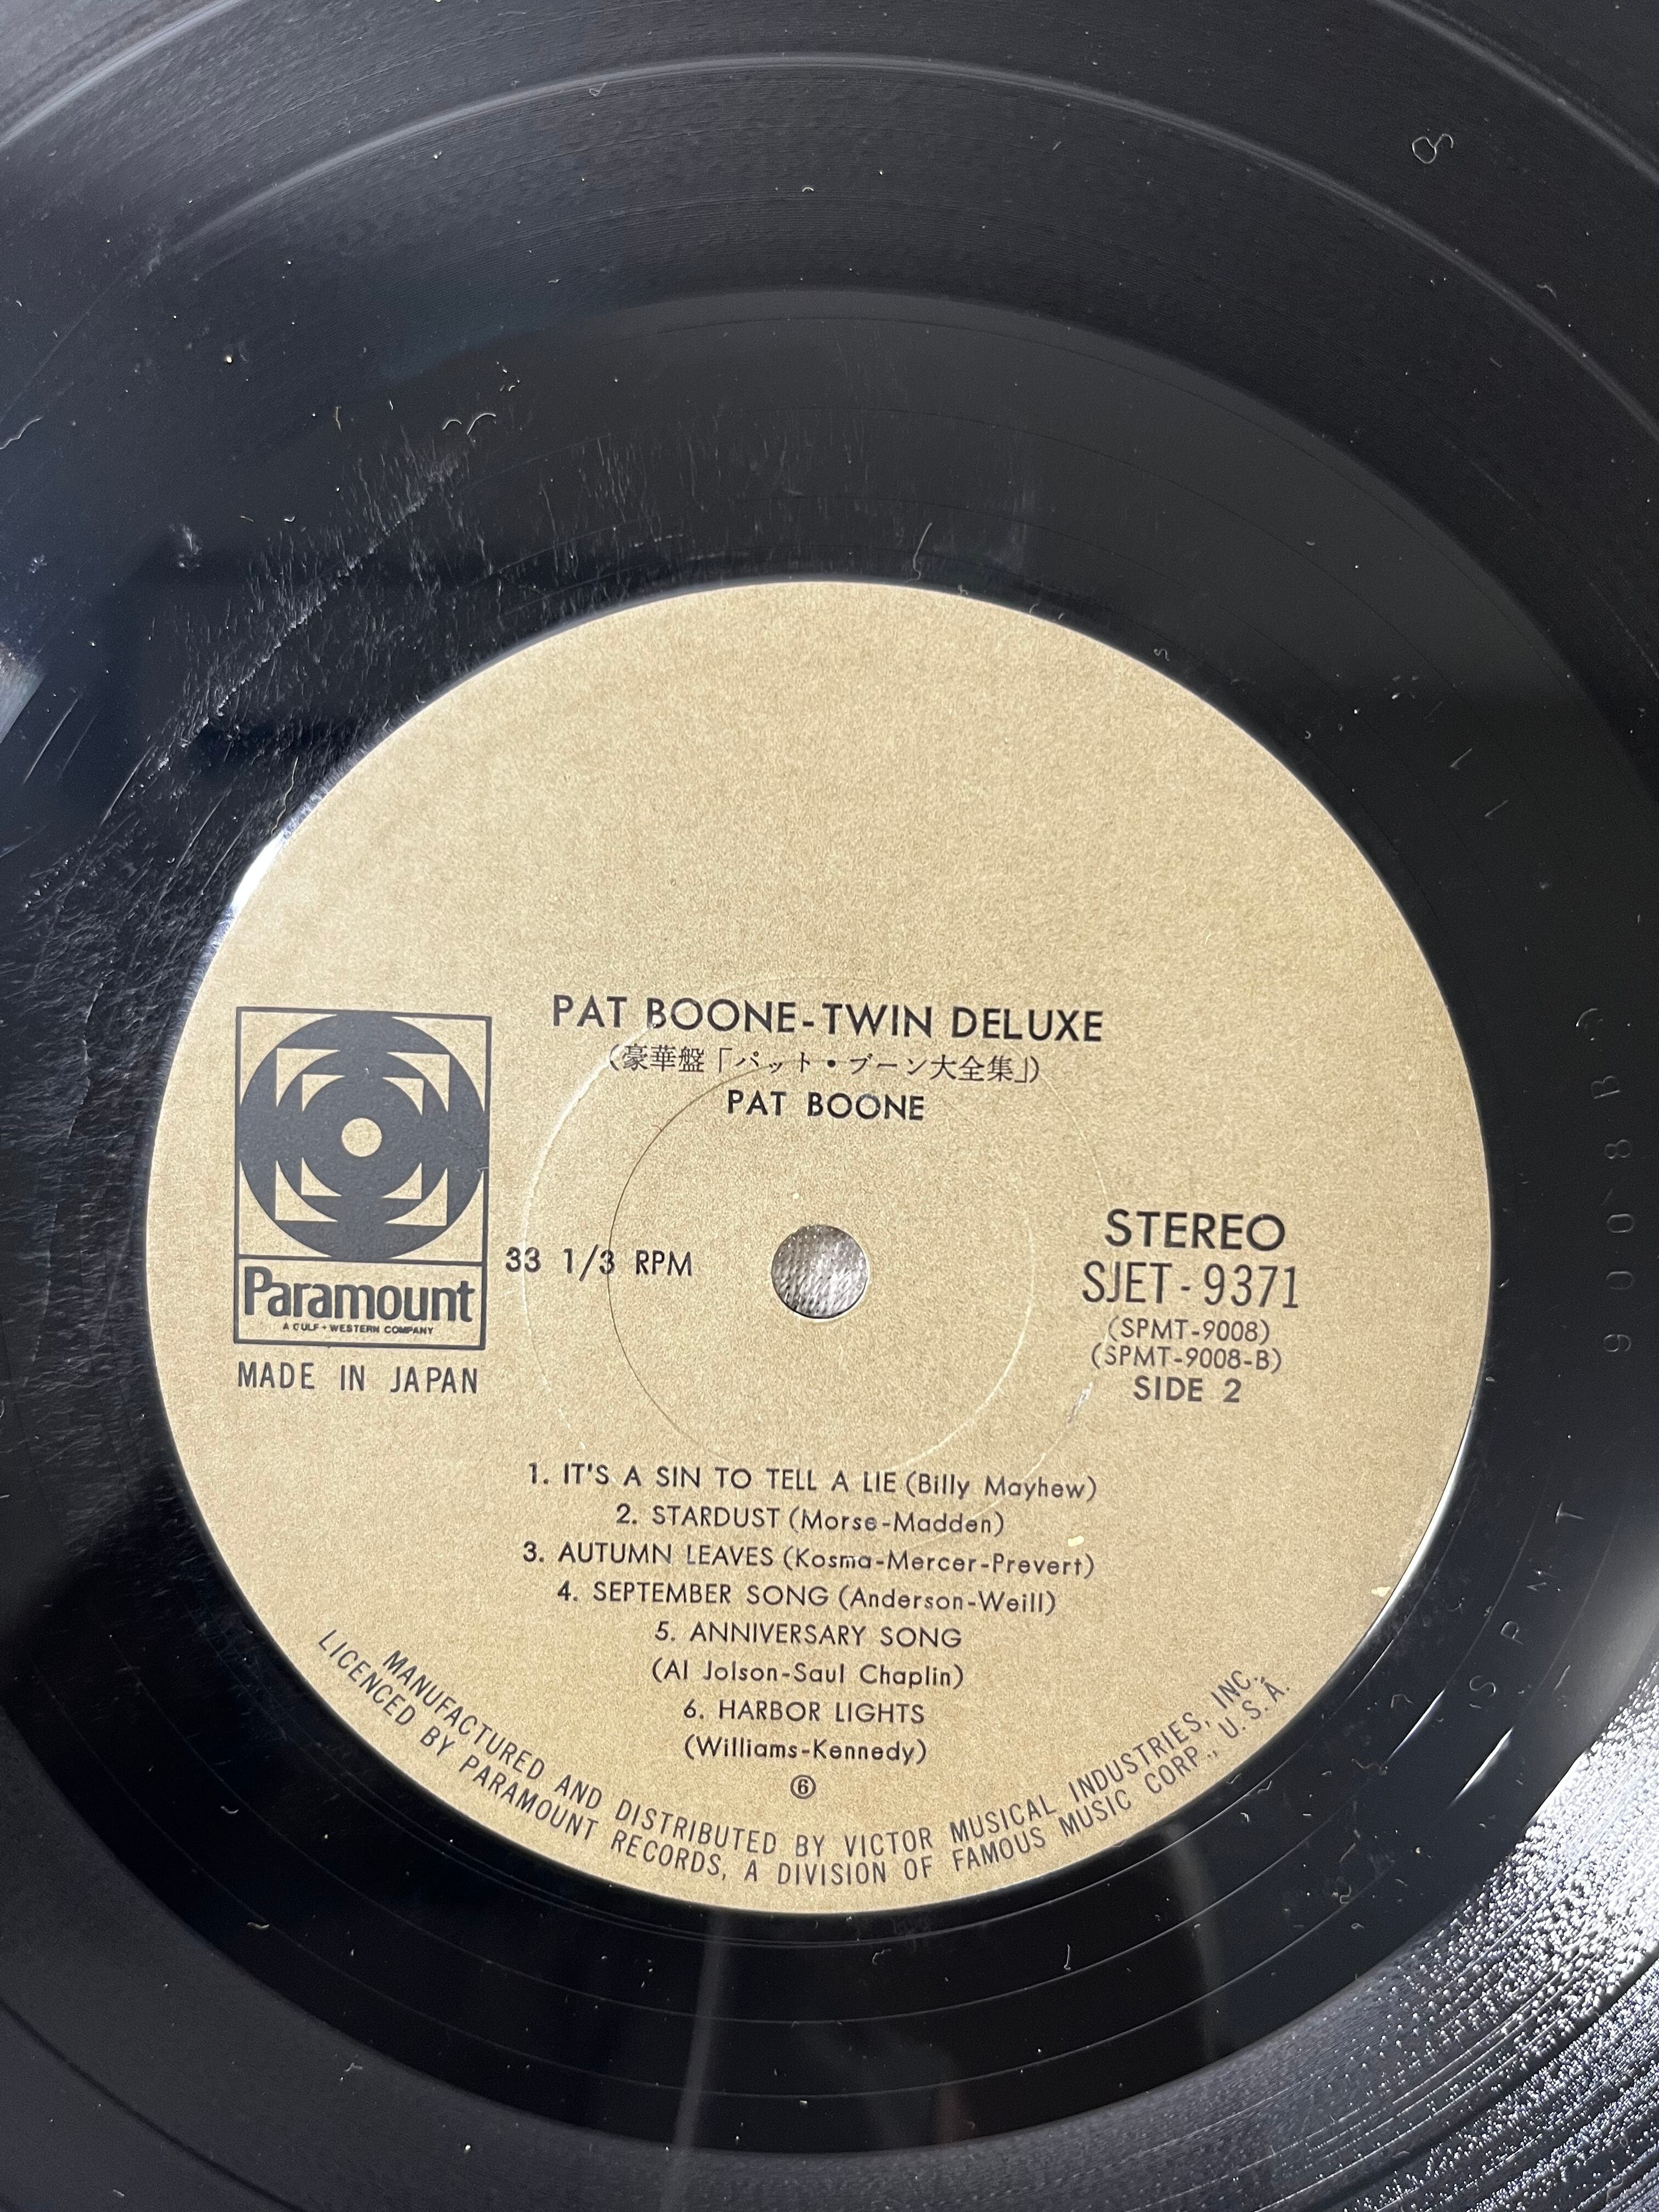 PAT BOONE-TWIN DELUXE
(豪華盤「パット・ブーン大全集」)
PAT BOONE
Paramount
A GULF+WESTERN COMPANY
MADE IN JAPAN
33 1/3 RPM
STEREO
SJET-9371
(SPMT-9008)
(SPMT-9008-B)
SIDE 2
1. IT'S A SIN TO TELL A LIE (Billy Mayhew)
2. STARDUST (Morse-Madden)
3. AUTUMN LEAVES (Kosma-Mercer-Prevert)
4. SEPTEMBER SONG (Anderson-Weill)
5. ANNIVERSARY SONG
(Al Jolson-Saul Chaplin)
6. HARBOR LIGHTS
(Williams-Kennedy)
⑥
MANUFACTURED AND DISTRIBUTED BY VICTOR MUSICAL INDUSTRIES, INC.,
LICENCED BY PARAMOUNT RECORDS, A DIVISION OF FAMOUS MUSIC CORP., U.S.A.